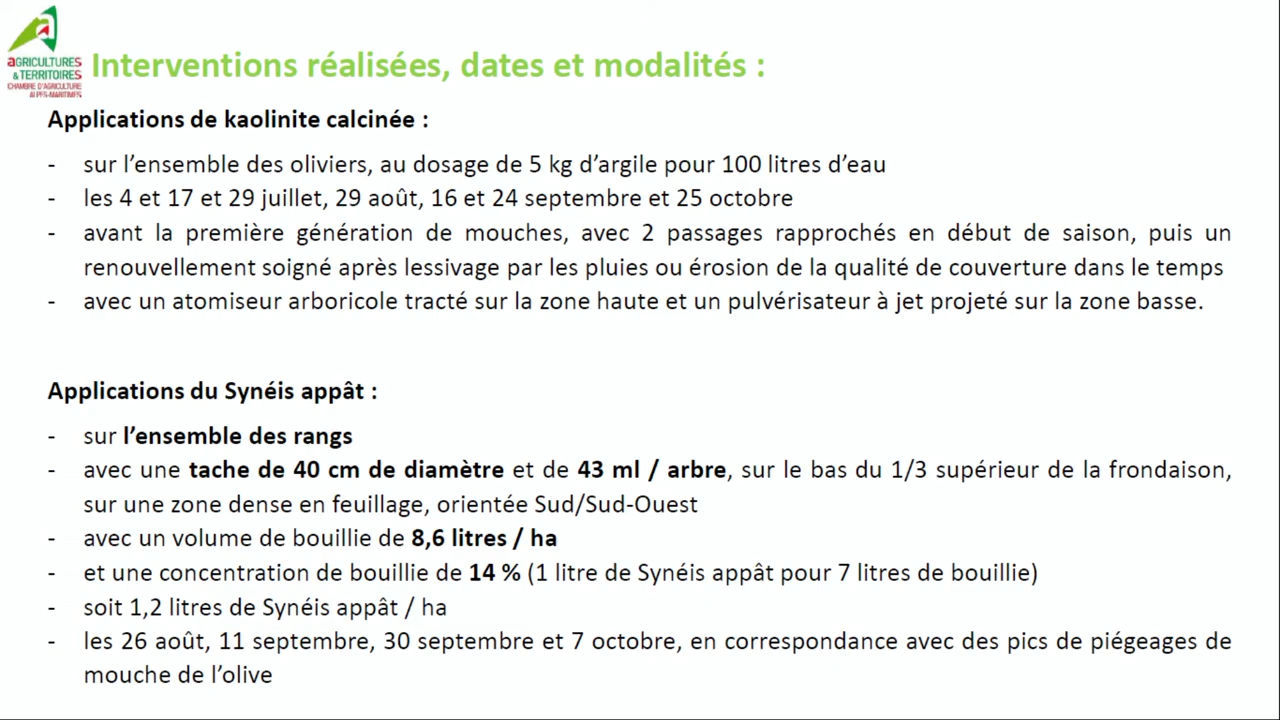 aGRICULTURES
& TERRITOIRES
CHAMBRE D'AGRICULTURE
ALPES-MARITIMES
Interventions réalisées, dates et modalités :
Applications de kaolinite calcinée :
- sur l’ensemble des oliviers, au dosage de 5 kg d’argile pour 100 litres d’eau
- les 4 et 17 et 29 juillet, 29 août, 16 et 24 septembre et 25 octobre
- avant la première génération de mouches, avec 2 passages rapprochés en début de saison, puis un
renouvellement soigné après lessivage par les pluies ou érosion de la qualité de couverture dans le temps
- avec un atomiseur arboricole tracté sur la zone haute et un pulvérisateur à jet projeté sur la zone basse.
Applications du Synéis appât :
- sur l’ensemble des rangs
- avec une tache de 40 cm de diamètre et de 43 ml / arbre, sur le bas du 1/3 supérieur de la frondaison,
sur une zone dense en feuillage, orientée Sud/Sud-Ouest
- avec un volume de bouillie de 8,6 litres / ha
- et une concentration de bouillie de 14 % (1 litre de Synéis appât pour 7 litres de bouillie)
- soit 1,2 litres de Synéis appât / ha
- les 26 août, 11 septembre, 30 septembre et 7 octobre, en correspondance avec des pics de piégeages de
mouche de l’olive